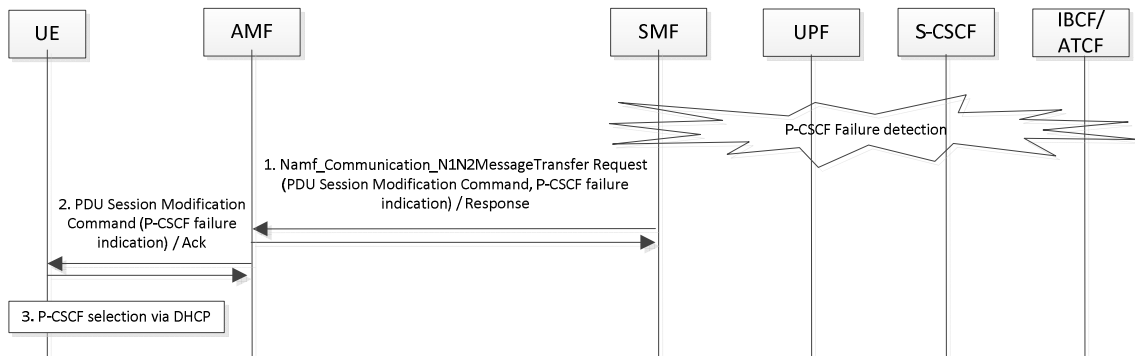 UE
AMF
SMF
UPF
S-CSCF
IBCF/
ATCF
P-CSCF Failure detection
1. Namf_Communication_N1N2MessageTransfer Request
(PDU Session Modification Command, P-CSCF failure
indication) / Response
2. PDU Session Modification
Command (P-CSCF failure
indication) / Ack
3. P-CSCF selection via DHCP